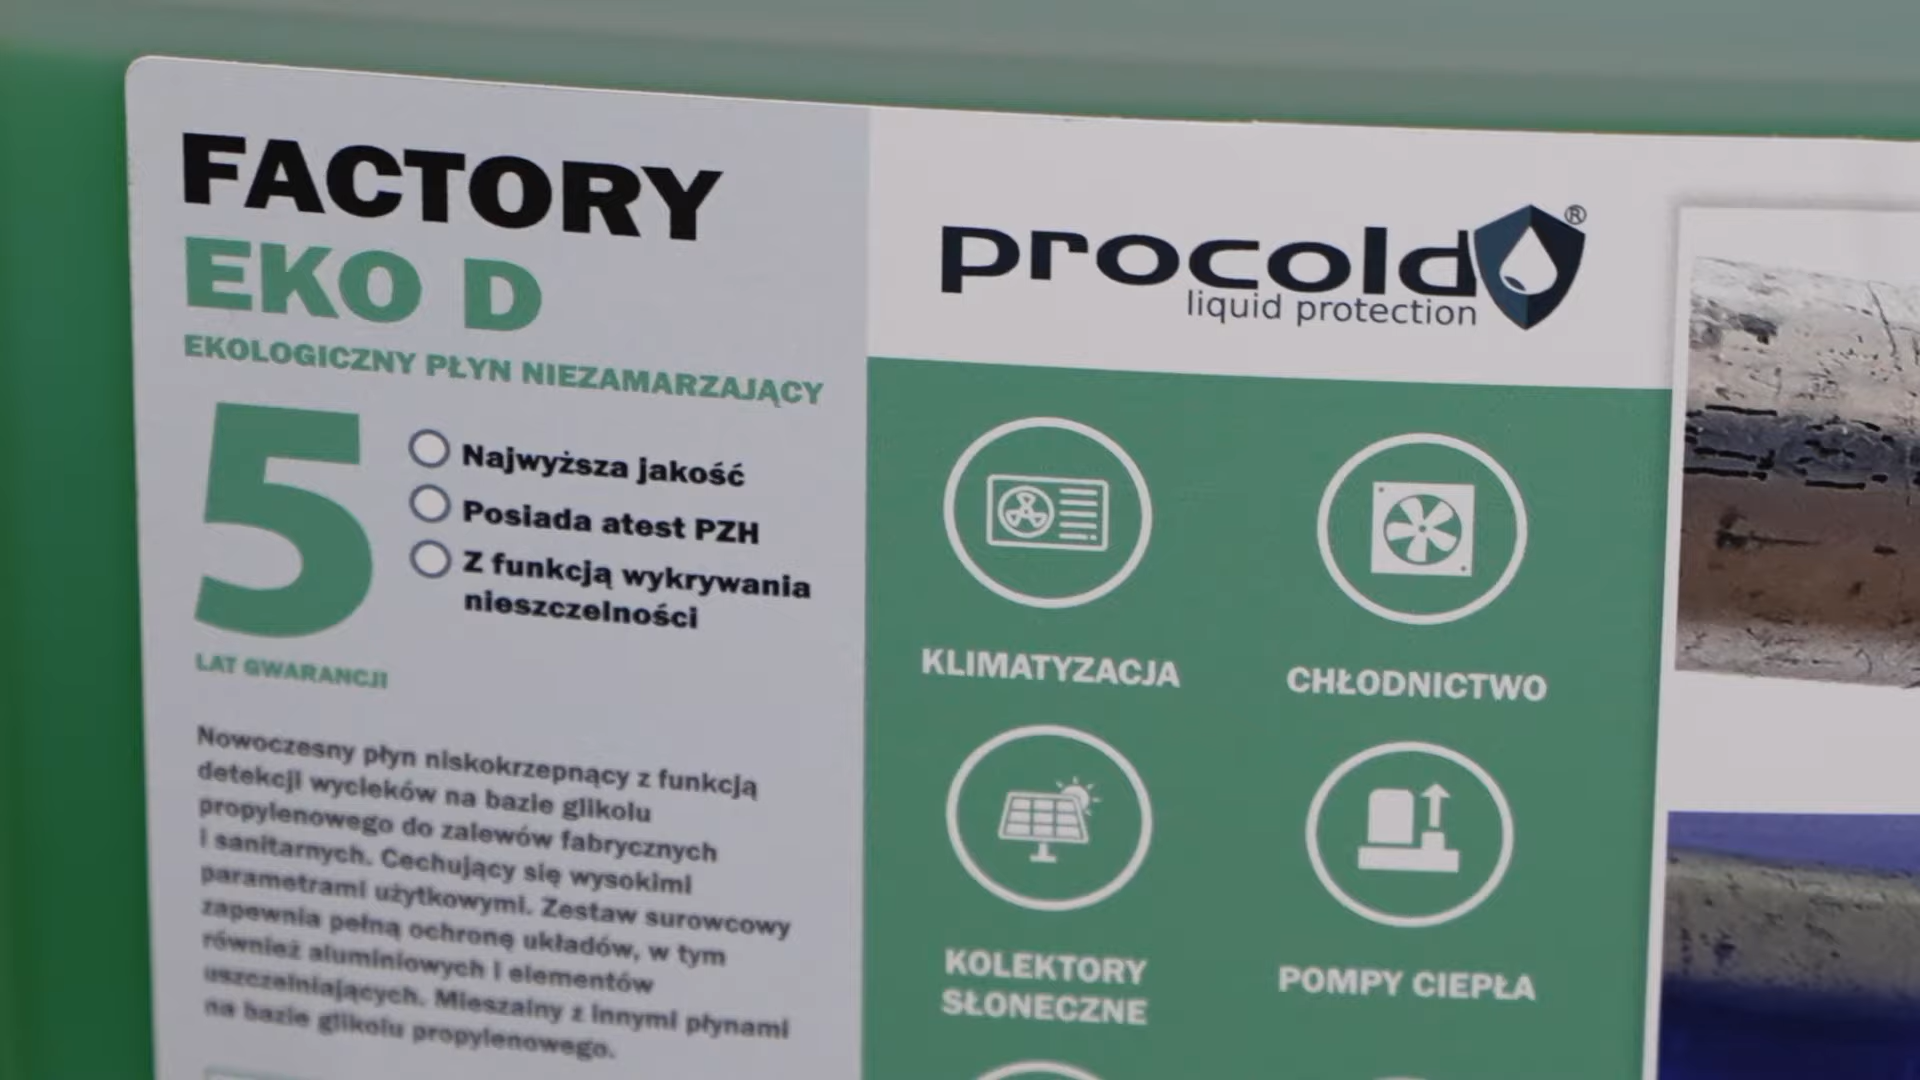 FACTORY
EKO D
EKOLOGICZNY PŁYN NIEZAMARZAJĄCY
5
LAT GWARANCJI
Najwyższa jakość
Posiada atest PZH
Z funkcją wykrywania
nieszczelności
Nowoczesny płyn niskokrzepnący z funkcją
detekcji wycieków na bazie glikolu
propylenowego do zalewów fabrycznych
i sanitarnych. Cechujący się wysokimi
parametrami użytkowymi. Zestaw surowcowy
zapewnia pełną ochronę układów, w tym
również aluminiowych i elementów
uszczelniających. Mieszalny z innymi płynami
na bazie glikolu propylenowego.
procold®
liquid protection
KLIMATYZACJA
CHŁODNICTWO
KOLEKTORY
SŁONECZNE
POMPY CIEPŁA